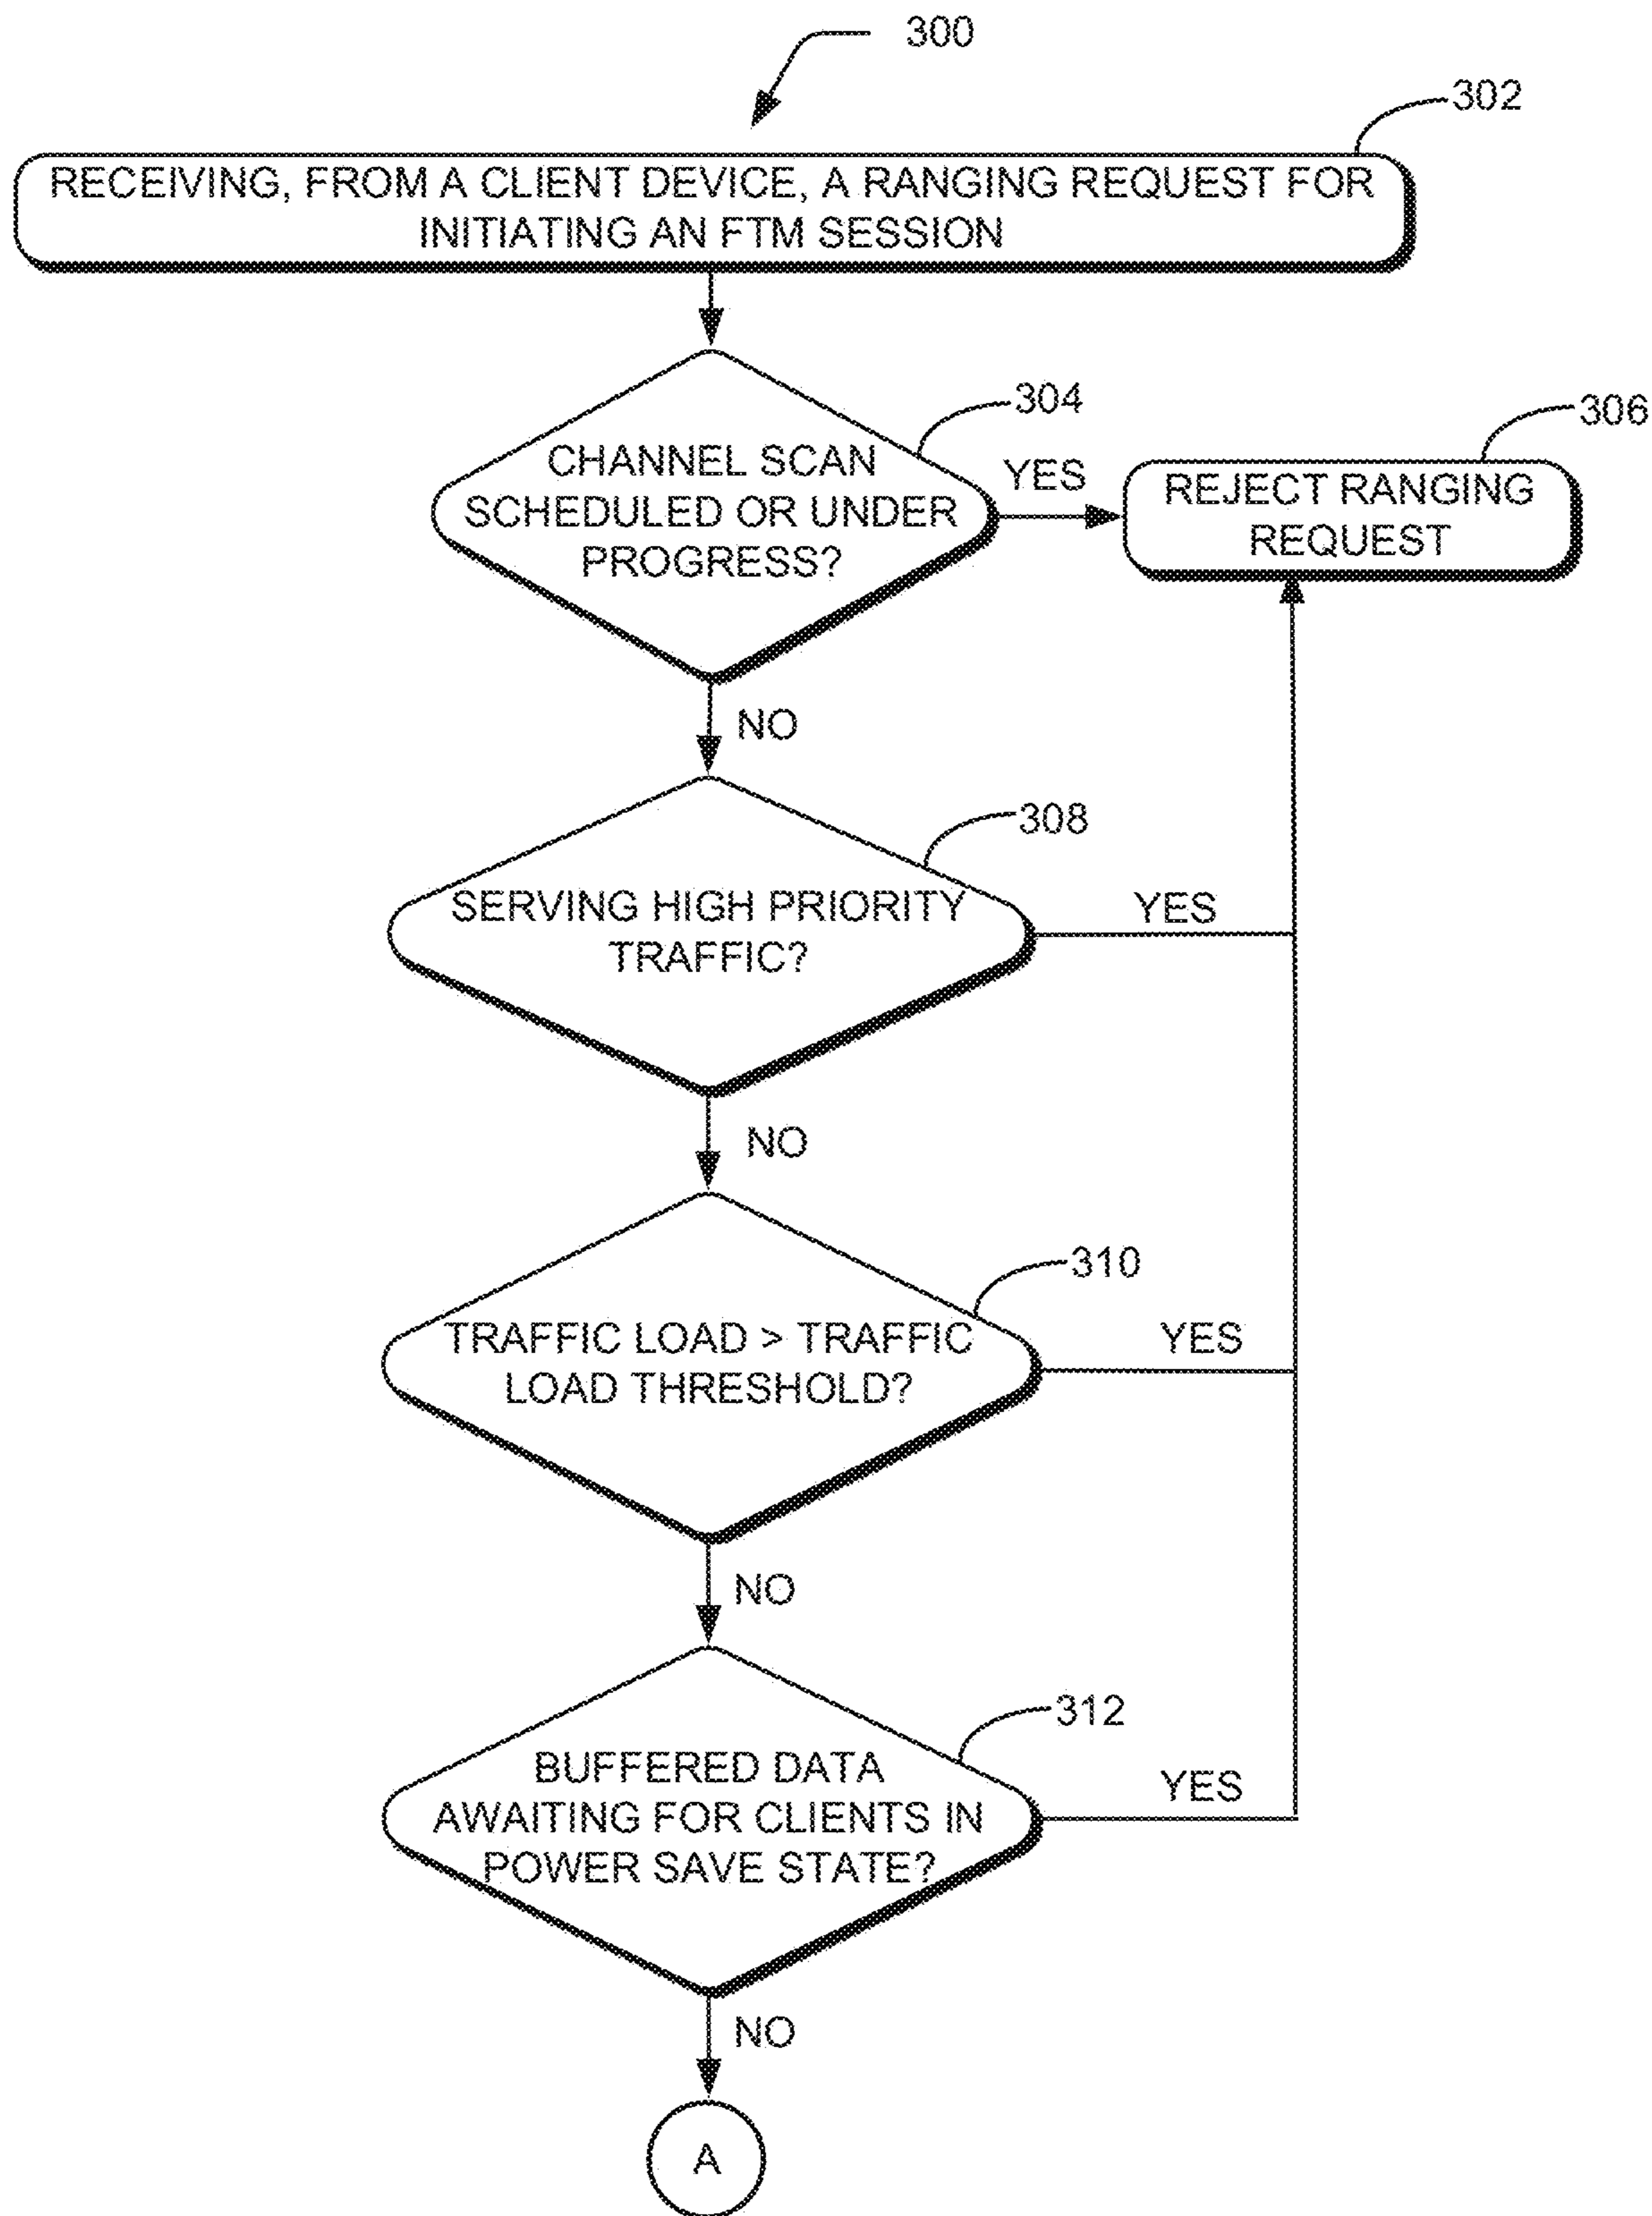 300
302
RECEIVING, FROM A CLIENT DEVICE, A RANGING REQUEST FOR
INITIATING AN FTM SESSION
304
CHANNEL SCAN
SCHEDULED OR UNDER
PROGRESS?
YES
306
REJECT RANGING
REQUEST
NO
308
SERVING HIGH PRIORITY
TRAFFIC?
YES
NO
310
TRAFFIC LOAD > TRAFFIC
LOAD THRESHOLD?
YES
NO
312
BUFFERED DATA
AWAITING FOR CLIENTS IN
POWER SAVE STATE?
YES
NO
A